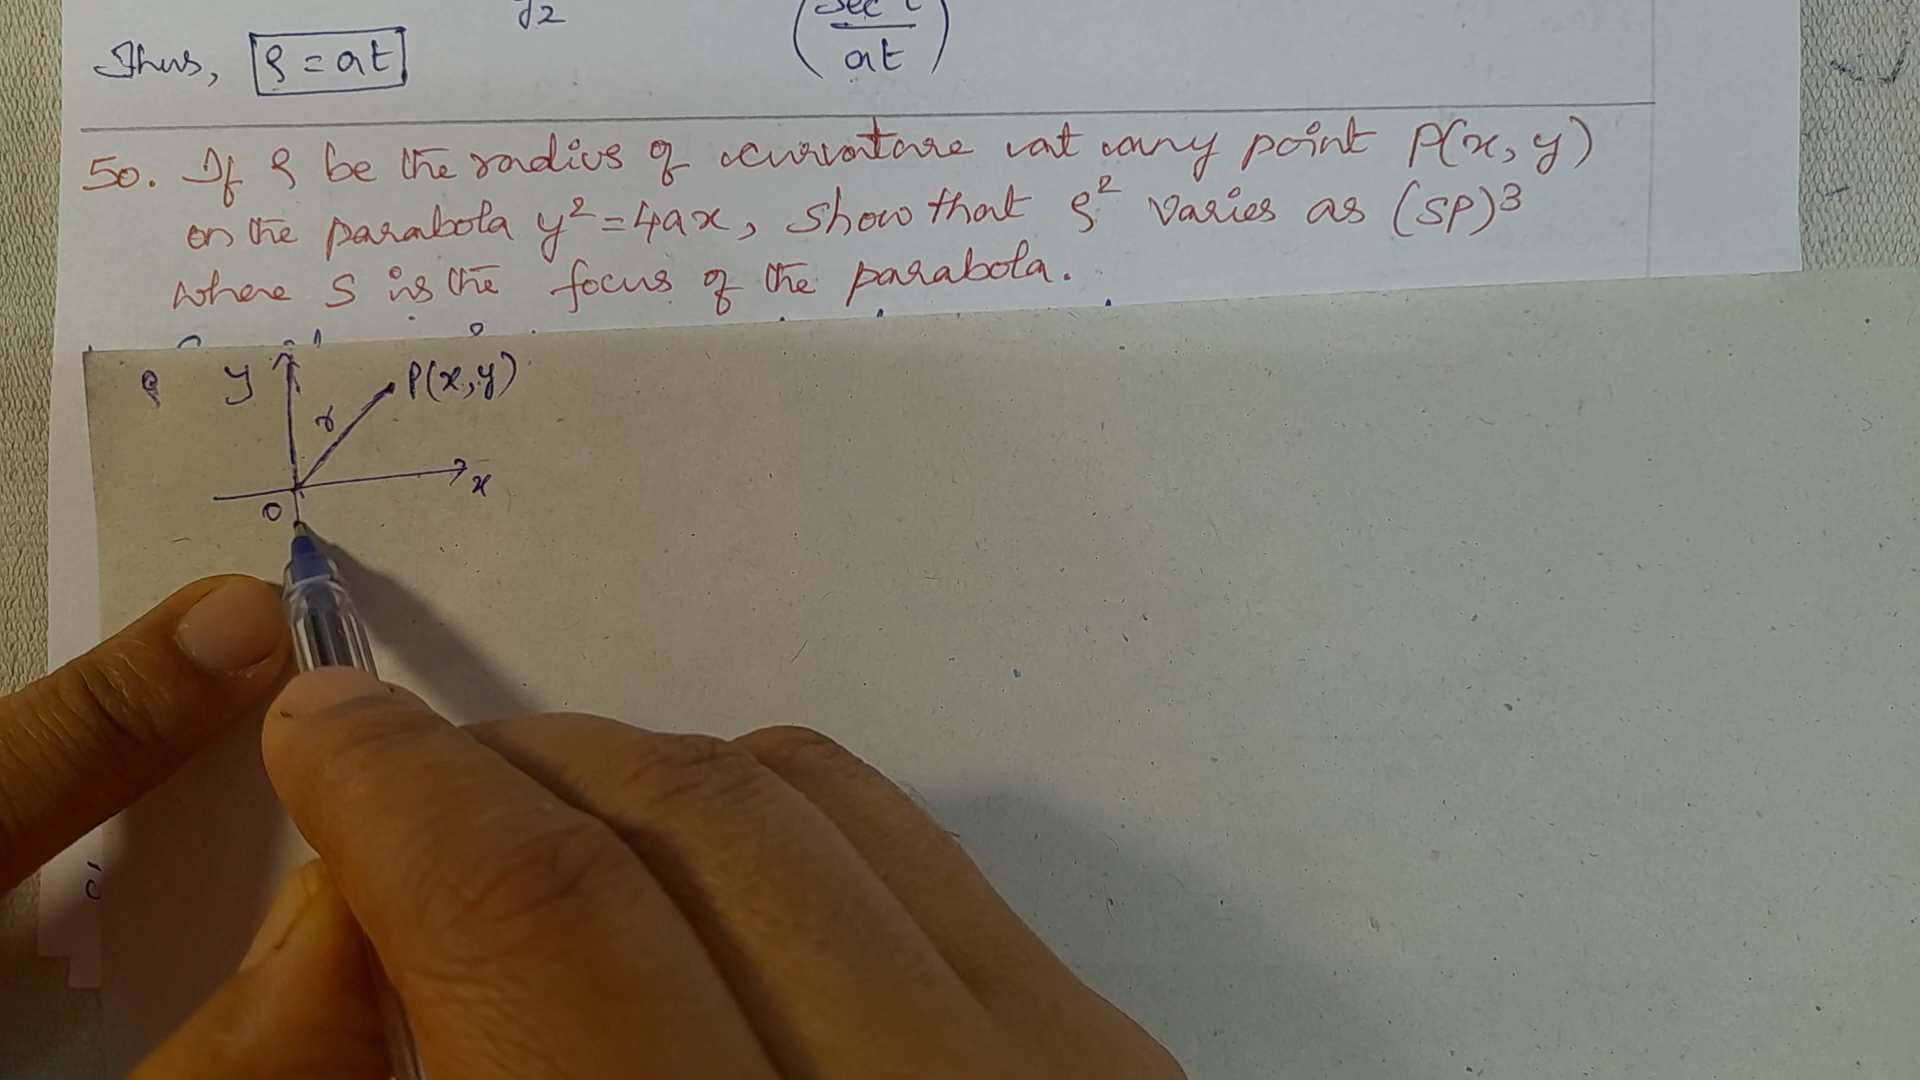 y2
Thus, ρ = at
at
50. If ρ be the radius of curvature at any point P(x, y)
on the parabola y² = 4ax, show that ρ² varies as (SP)³
where S is the focus of the parabola.
ρ y P(x,y)
r
x
O